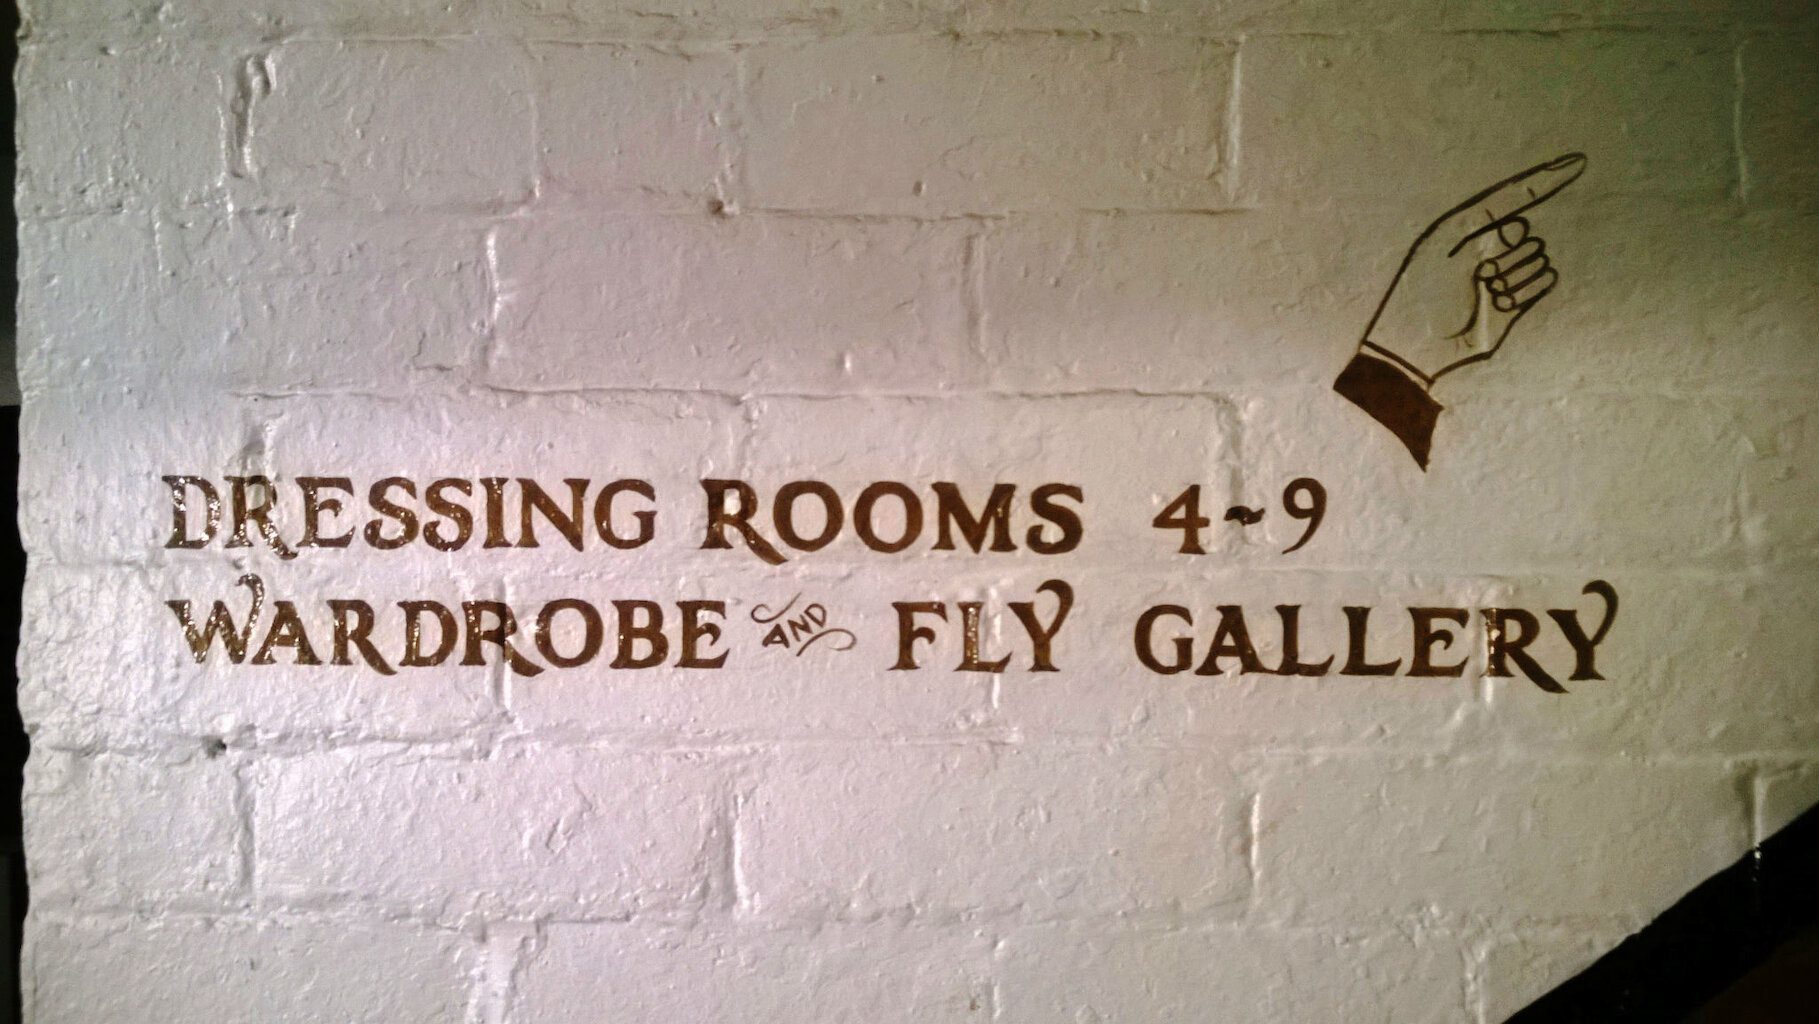 DRESSING ROOMS 4~9
WARDROBE AND FLY GALLERY